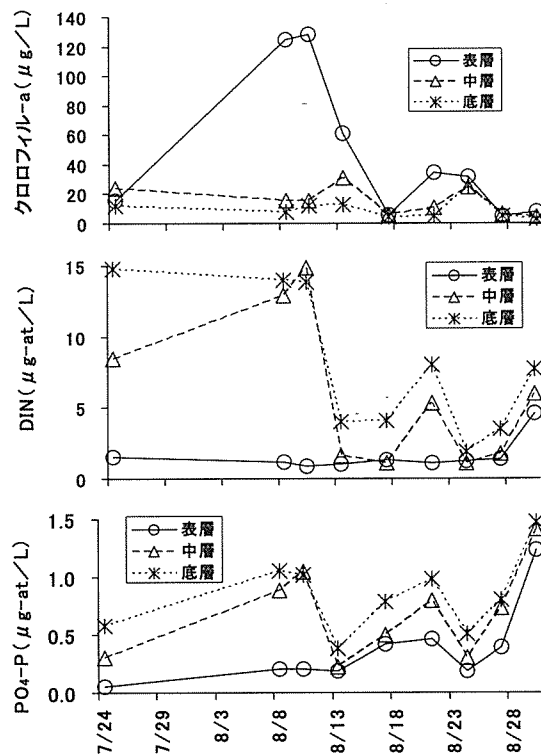 クロロフィル-a(μg/L)
140
120
100
80
60
40
20
0
表層
中層
底層
DIN(μg-at/L)
15
10
5
0
表層
中層
底層
PO₄-P(μg-at/L)
1.5
1.0
0.5
0.0
表層
中層
底層
7/24
7/29
8/3
8/8
8/13
8/18
8/23
8/28